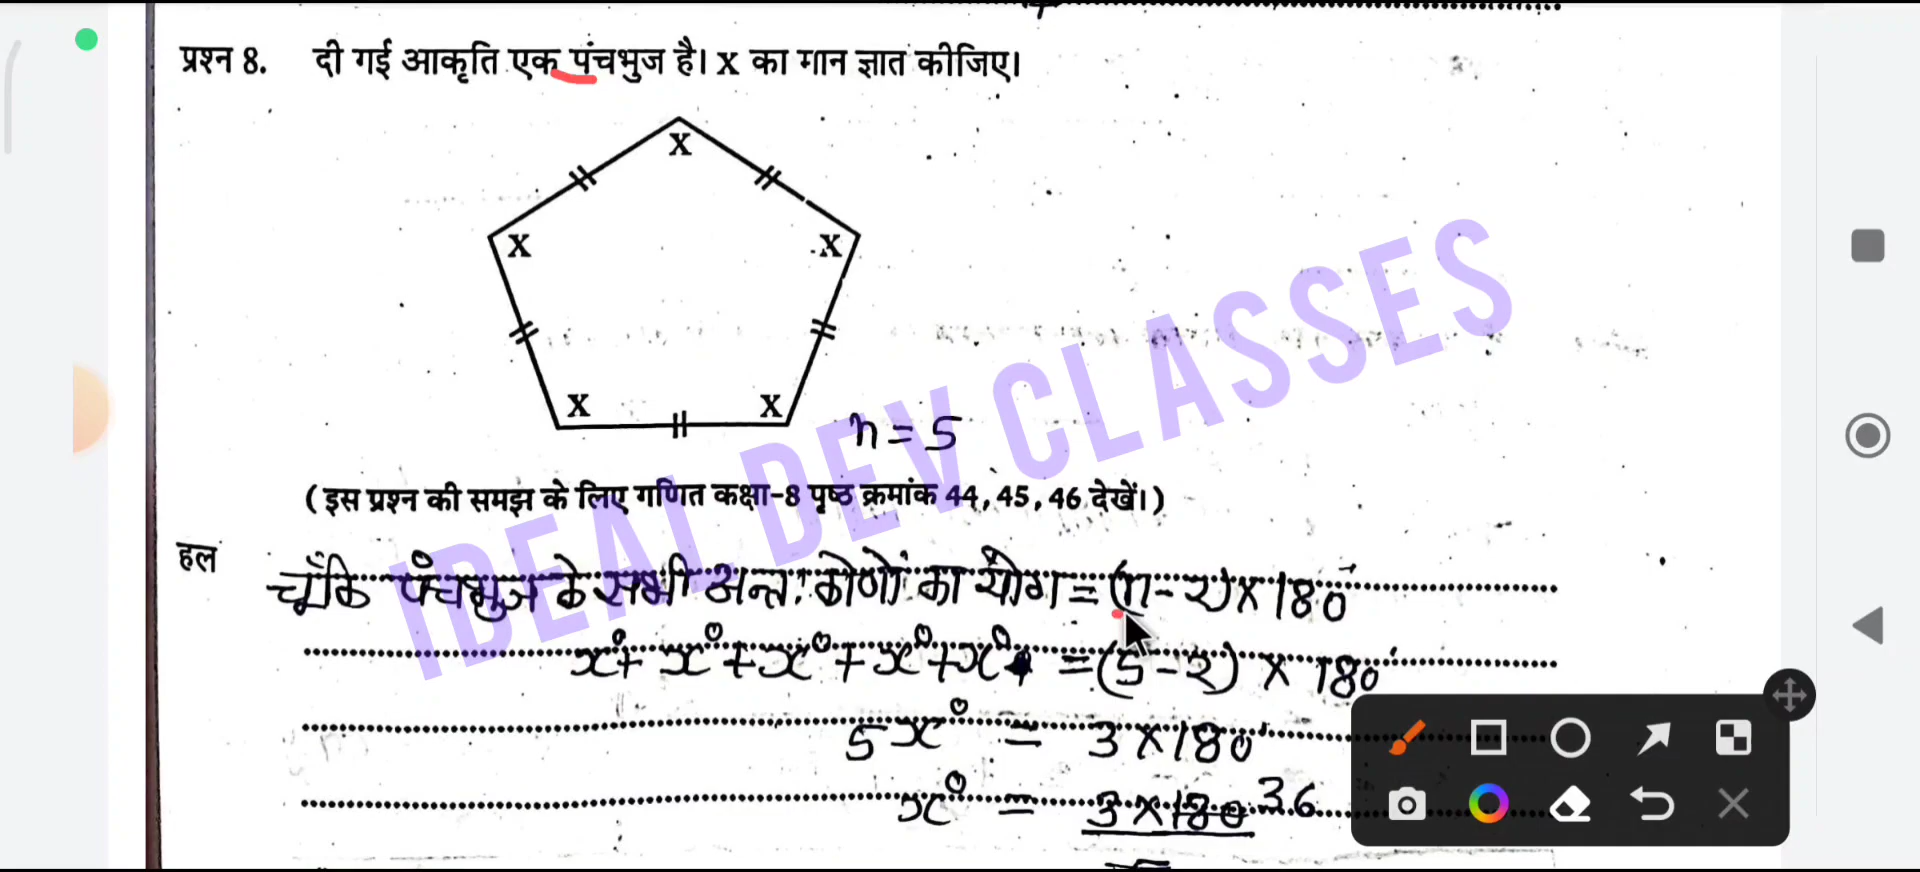 प्रश्न 8. दी गई आकृति एक पंचभुज है। x का मान ज्ञात कीजिए।
X
X X
X X
n = 5
(इस प्रश्न की समझ के लिए गणित कक्षा-8 पृष्ठ क्रमांक 44, 45, 46 देखें।)
हल
चूँकि पंचभुज के सभी अन्तः कोणों का योग = (n-2) × 180°
x° + x° + x° + x° + x° = (5-2) × 180°
5x° = 3 × 180°
x° = 3 × 180 36
IDEAL DEV CLASSES